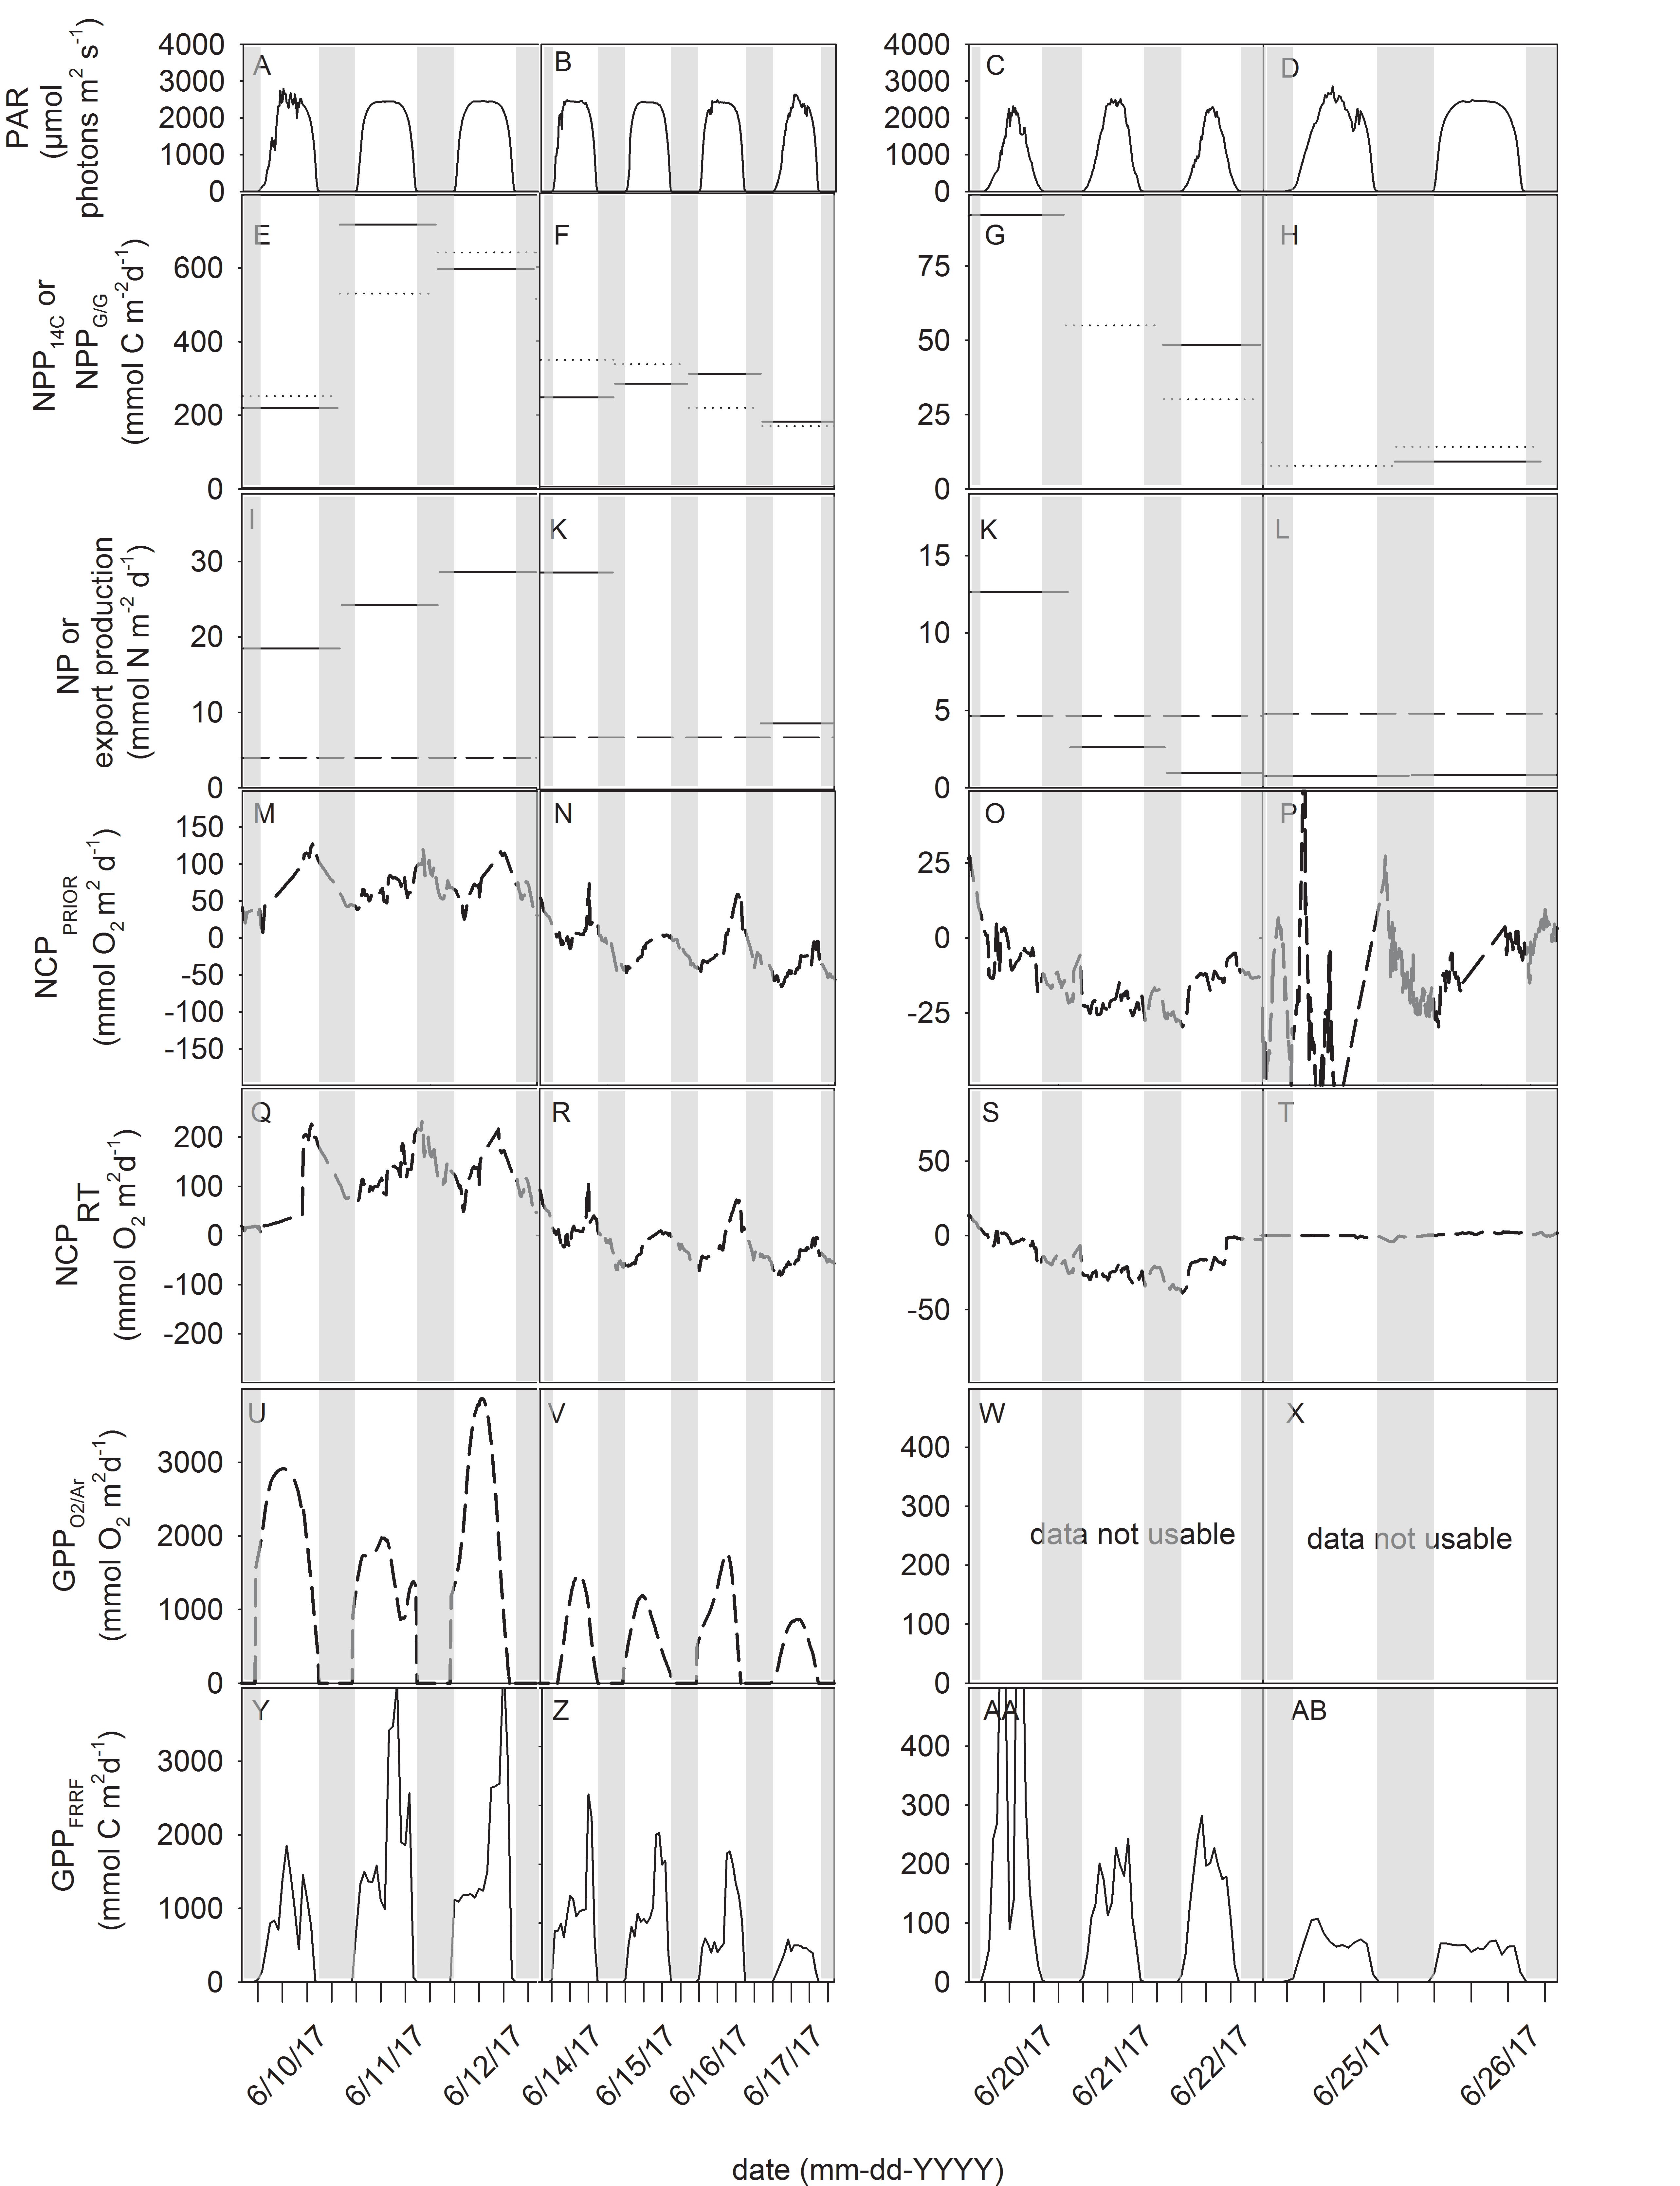 PAR
(µmol
photons m2 s-1)
4000
3000
2000
1000
0
A
B
4000
3000
2000
1000
0
C
D
NPP14C or
NPPG/G
(mmol C m-2d-1)
600
400
200
0
E
F
75
50
25
0
G
H
NP or
export production
(mmol N m-2 d-1)
30
20
10
0
I
K
15
10
5
0
K
L
NCPPRIOR
(mmol O2 m2 d-1)
150
100
50
0
-50
-100
-150
M
N
25
0
-25
O
P
NCPRT
(mmol O2 m2d-1)
200
100
0
-100
-200
Q
R
50
0
-50
S
T
GPPO2/Ar
(mmol O2 m2d-1)
3000
2000
1000
0
U
V
400
300
200
100
0
W
X
data not usable
data not usable
GPPFRRF
(mmol C m2d-1)
3000
2000
1000
0
Y
Z
400
300
200
100
0
AA
AB
6/10/17
6/11/17
6/12/17
6/14/17
6/15/17
6/16/17
6/17/17
6/20/17
6/21/17
6/22/17
6/25/17
6/26/17
date (mm-dd-YYYY)